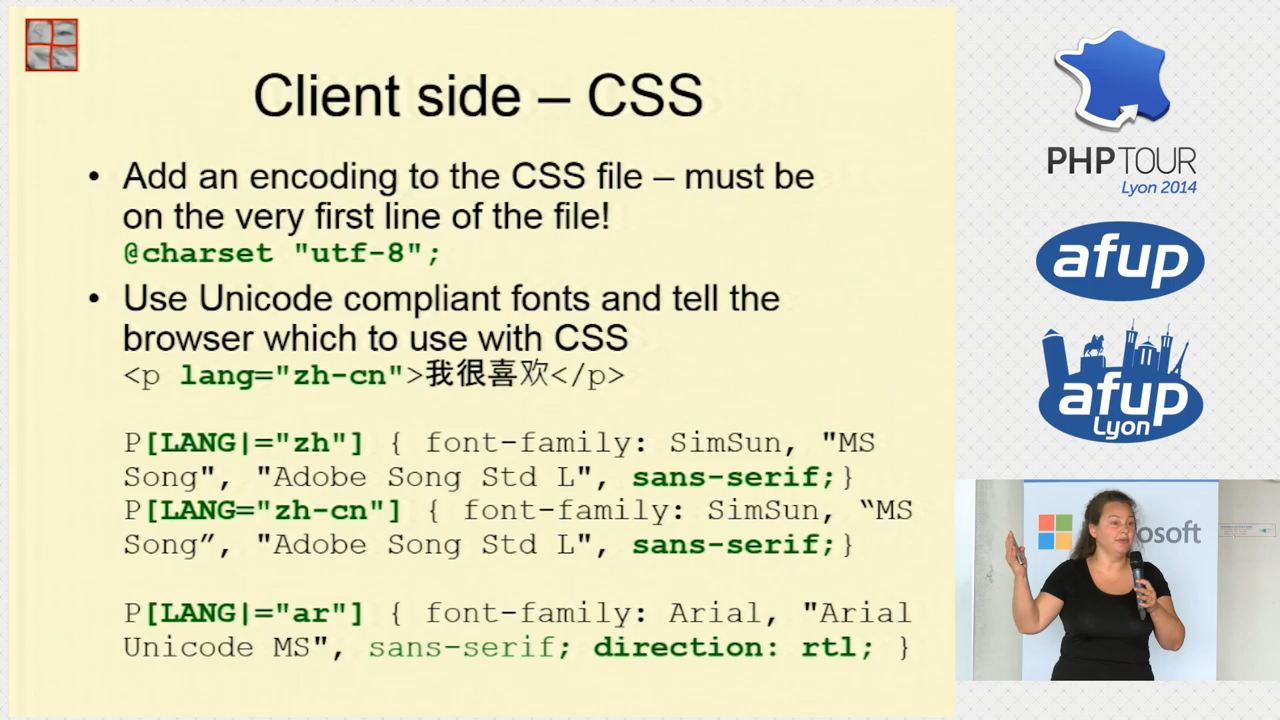 Client side – CSS
• Add an encoding to the CSS file – must be
on the very first line of the file!
@charset "utf-8";
• Use Unicode compliant fonts and tell the
browser which to use with CSS
<p lang="zh-cn">我很喜欢</p>
P[LANG|="zh"] { font-family: SimSun, "MS
Song", "Adobe Song Std L", sans-serif;}
P[LANG="zh-cn"] { font-family: SimSun, “MS
Song”, "Adobe Song Std L", sans-serif;}
P[LANG|="ar"] { font-family: Arial, "Arial
Unicode MS", sans-serif; direction: rtl; }
PHP TOUR
Lyon 2014
afup
afup
Lyon
osoft